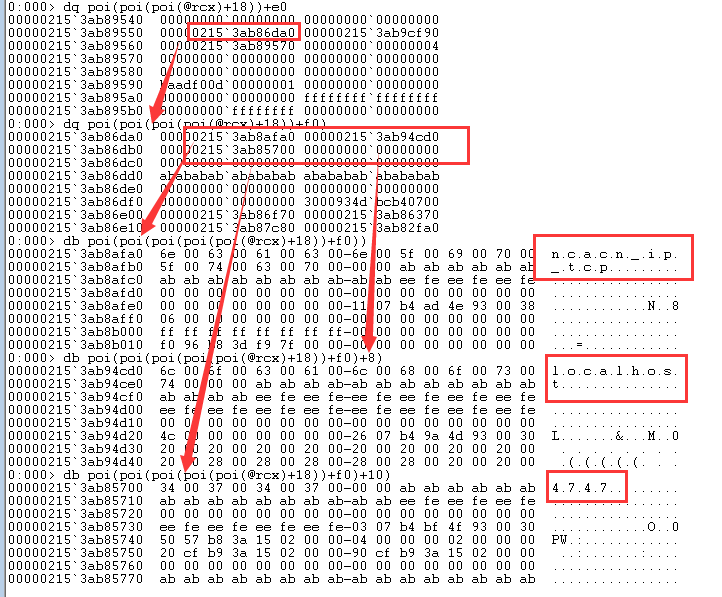 0:000> dq poi(poi(poi(@rcx)+18))+e0
00000215`3ab89540  00000000`00000000 00000000`00000000
00000215`3ab89550  00000215`3ab86da0 00000215`3ab9cf90
00000215`3ab89560  00000215`3ab89570 00000000`00000004
00000215`3ab89570  00000000`00000000 00000000`00000000
00000215`3ab89580  00000000`00000000 00000000`00000000
00000215`3ab89590  baadf00d`00000001 00000000`00000000
00000215`3ab895a0  00000000`00000000 ffffffff`ffffffff
00000215`3ab895b0  00000000`ffffffff 00000000`00000000
0:000> dq poi(poi(poi(poi(@rcx)+18))+f0)
00000215`3ab86da0  00000215`3ab8afa0 00000215`3ab94cd0
00000215`3ab86db0  00000215`3ab85700 00000000`00000000
00000215`3ab86dc0  00000000`00000000 00000000`00000000
00000215`3ab86dd0  abababab`abababab abababab`abababab
00000215`3ab86de0  00000000`00000000 00000000`00000000
00000215`3ab86df0  00000000`00000000 3000934d`bcb40700
00000215`3ab86e00  00000215`3ab86f70 00000215`3ab86370
00000215`3ab86e10  00000215`3ab87c80 00000215`3ab82fa0
0:000> db poi(poi(poi(poi(@rcx)+18))+f0))
00000215`3ab8afa0  6e 00 63 00 61 00 63 00-6e 00 5f 00 69 00 70 00  n.c.a.c.n._.i.p.
00000215`3ab8afb0  5f 00 74 00 63 00 70 00-00 00 ab ab ab ab ab ab  _.t.c.p.........
00000215`3ab8afc0  ab ab ab ab ab ab ab ab-ab ab ee fe ee fe ee fe  ................
00000215`3ab8afd0  00 00 00 00 00 00 00 00-00 00 00 00 00 00 00 00  ................
00000215`3ab8afe0  00 00 00 00 00 00 00 00-11 07 b4 ad 4e 93 00 38  ............N..8
00000215`3ab8aff0  06 00 00 00 00 00 00 00-00 00 00 00 00 00 00 00  ................
00000215`3ab8b000  ff ff ff ff ff ff ff ff-00 00 00 00 00 00 00 00  ................
00000215`3ab8b010  f0 96 b8 3d f9 7f 00 00-00 00 00 00 00 00 00 00  ...=............
0:000> db poi(poi(poi(poi(poi(@rcx)+18))+f0)+8)
00000215`3ab94cd0  6c 00 6f 00 63 00 61 00-6c 00 68 00 6f 00 73 00  l.o.c.a.l.h.o.s.
00000215`3ab94ce0  74 00 00 00 ab ab ab ab-ab ab ab ab ab ab ab ab  t...............
00000215`3ab94cf0  ab ab ab ab ee fe ee fe-ee fe ee fe ee fe ee fe  ................
00000215`3ab94d00  ee fe ee fe ee fe ee fe-ee fe ee fe ee fe ee fe  ................
00000215`3ab94d10  00 00 00 00 00 00 00 00-00 00 00 00 00 00 00 00  ................
00000215`3ab94d20  4c 00 00 00 00 00 00 00-26 07 b4 9a 4d 93 00 30  L.......&...M..0
00000215`3ab94d30  20 00 20 00 20 00 20 00-20 00 20 00 20 00 20 00   . . . . . . . .
00000215`3ab94d40  20 00 28 00 28 00 28 00-28 00 28 00 20 00 20 00   .(.(.(.(.(. . .
0:000> db poi(poi(poi(poi(poi(@rcx)+18))+f0)+10)
00000215`3ab85700  34 00 37 00 34 00 37 00-00 00 ab ab ab ab ab ab  4.7.4.7.........
00000215`3ab85710  ab ab ab ab ab ab ab ab-ab ab ee fe ee fe ee fe  ................
00000215`3ab85720  00 00 00 00 00 00 00 00-00 00 00 00 00 00 00 00  ................
00000215`3ab85730  ee fe ee fe ee fe ee fe-03 07 b4 bf 4f 93 00 30  ............O..0
00000215`3ab85740  50 57 b8 3a 15 02 00 00-04 00 00 00 02 00 00 00  PW.:............
00000215`3ab85750  20 cf b9 3a 15 02 00 00-90 cf b9 3a 15 02 00 00   ..:.......:....
00000215`3ab85760  00 00 00 00 00 00 00 00-00 00 00 00 00 00 00 00  ................
00000215`3ab85770  ab ab ab ab ab ab ab ab-ab ab ab ab ab ab ab ab  ................